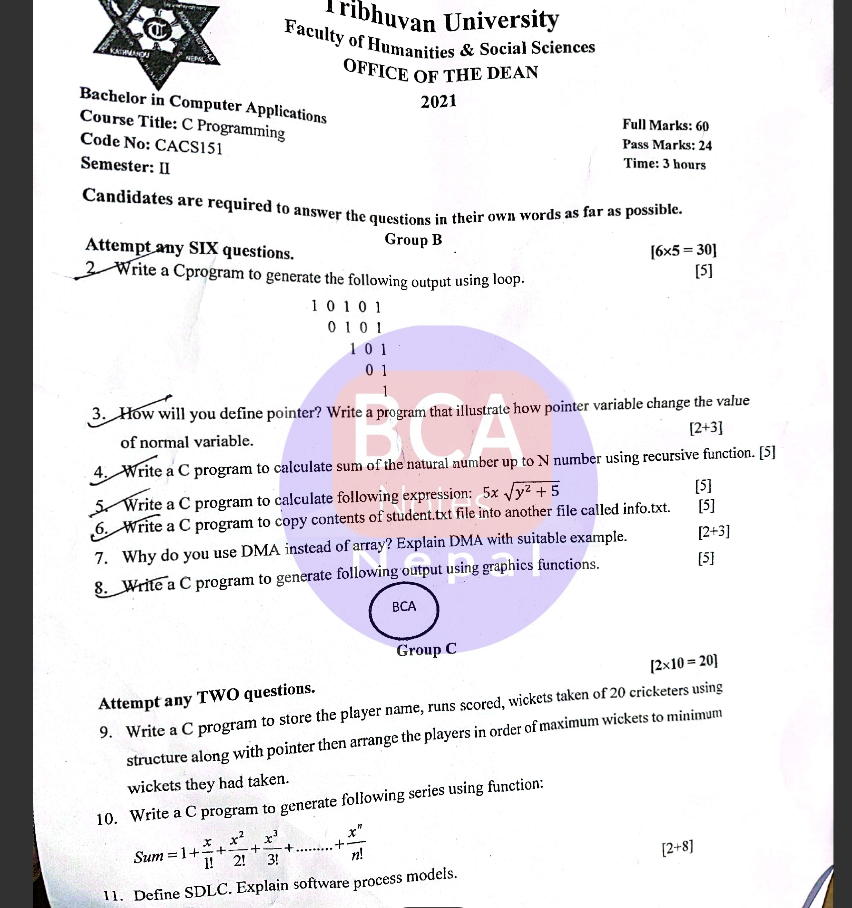 Tribhuvan University
Faculty of Humanities & Social Sciences
OFFICE OF THE DEAN
2021
KATHMANDU
NEPAL
Bachelor in Computer Applications
Course Title: C Programming
Code No: CACS151
Semester: II
Full Marks: 60
Pass Marks: 24
Time: 3 hours
Candidates are required to answer the questions in their own words as far as possible.
Group B
Attempt any SIX questions. [6×5 = 30]
2. Write a Cprogram to generate the following output using loop. [5]
1 0 1 0 1
0 1 0 1
1 0 1
0 1
1
3. How will you define pointer? Write a program that illustrate how pointer variable change the value
of normal variable. [2+3]
4. Write a C program to calculate sum of the natural number up to N number using recursive function. [5]
5. Write a C program to calculate following expression: 5x √(y² + 5) [5]
6. Write a C program to copy contents of student.txt file into another file called info.txt. [5]
7. Why do you use DMA instead of array? Explain DMA with suitable example. [2+3]
8. Write a C program to generate following output using graphics functions. [5]
BCA
BCA
Notes
Nepal
Group C
Attempt any TWO questions. [2×10 = 20]
9. Write a C program to store the player name, runs scored, wickets taken of 20 cricketers using
structure along with pointer then arrange the players in order of maximum wickets to minimum
wickets they had taken.
10. Write a C program to generate following series using function:
Sum = 1 + x/1! + x²/2! + x³/3! + ......... + xⁿ/n!
11. Define SDLC. Explain software process models. [2+8]